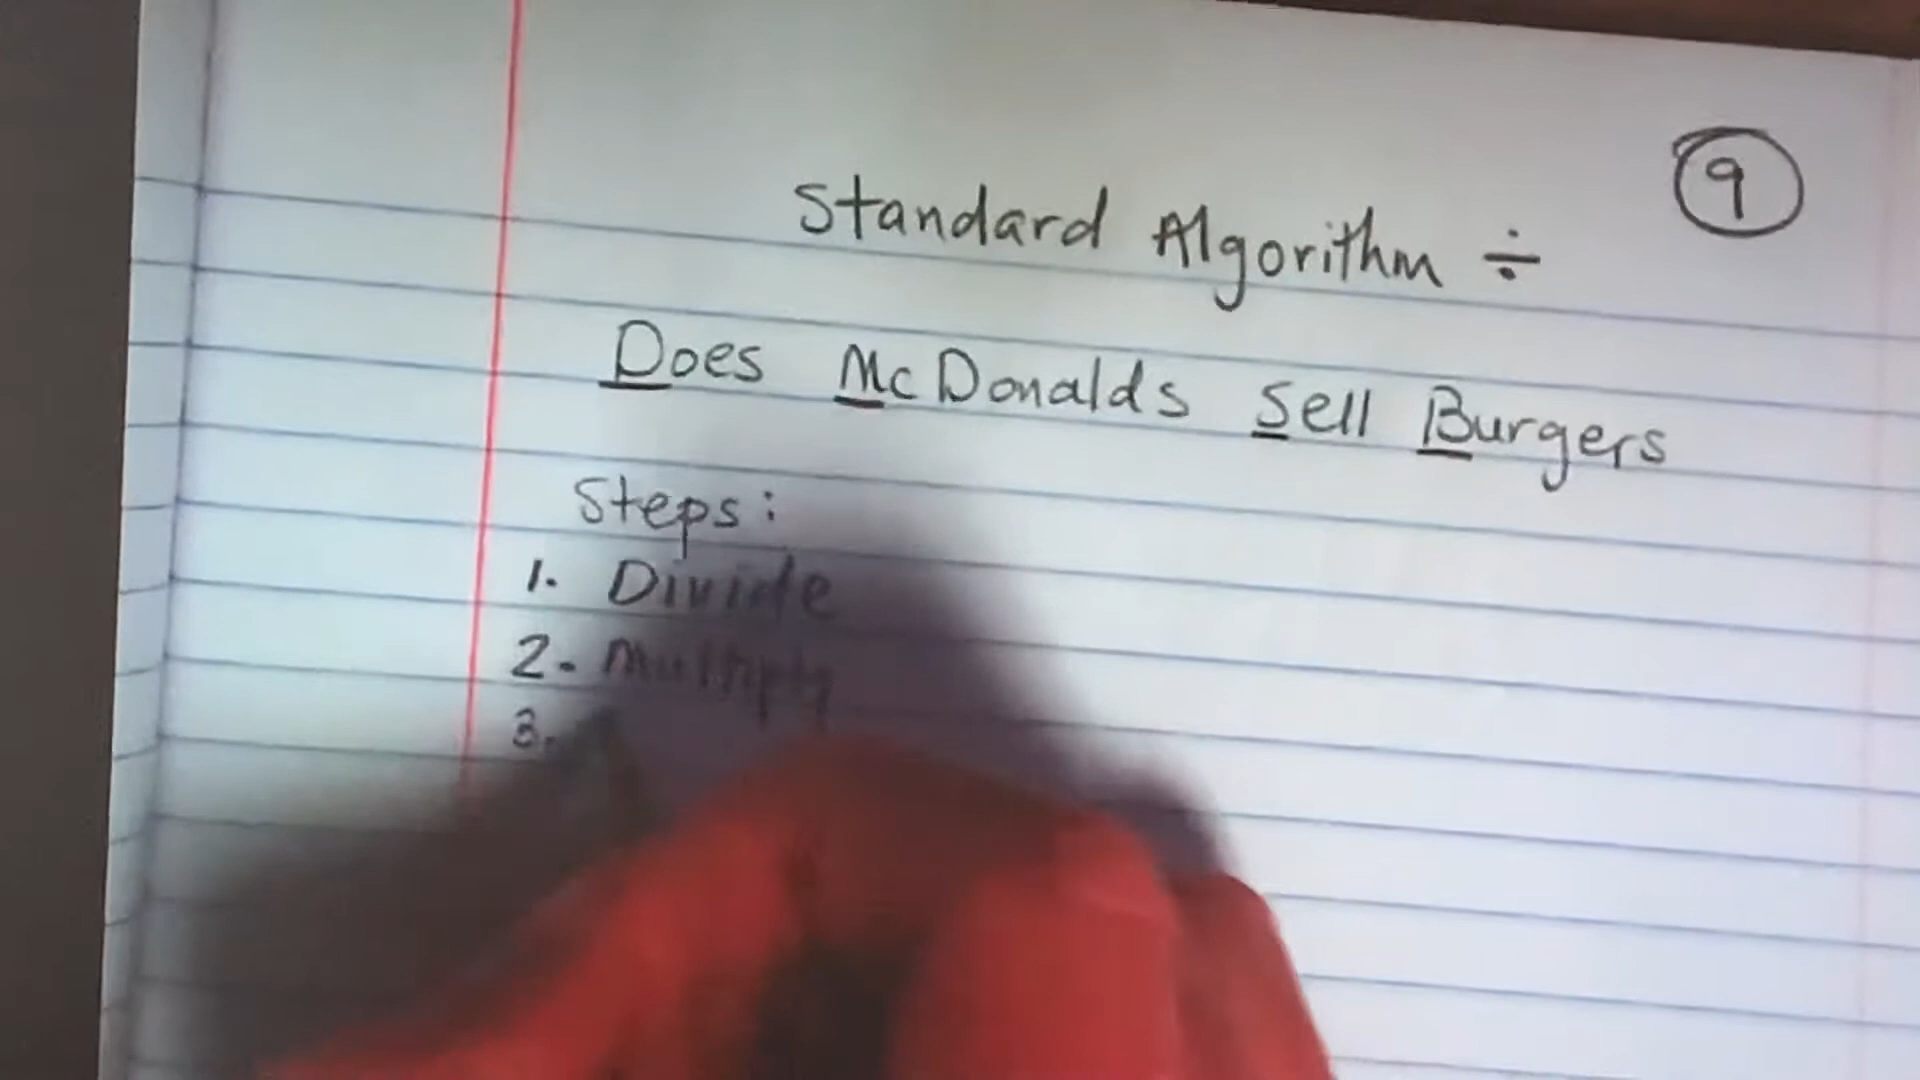 9
Standard Algorithm ÷
Does McDonalds Sell Burgers
Steps:
1. Divide
2. Multiply
3.